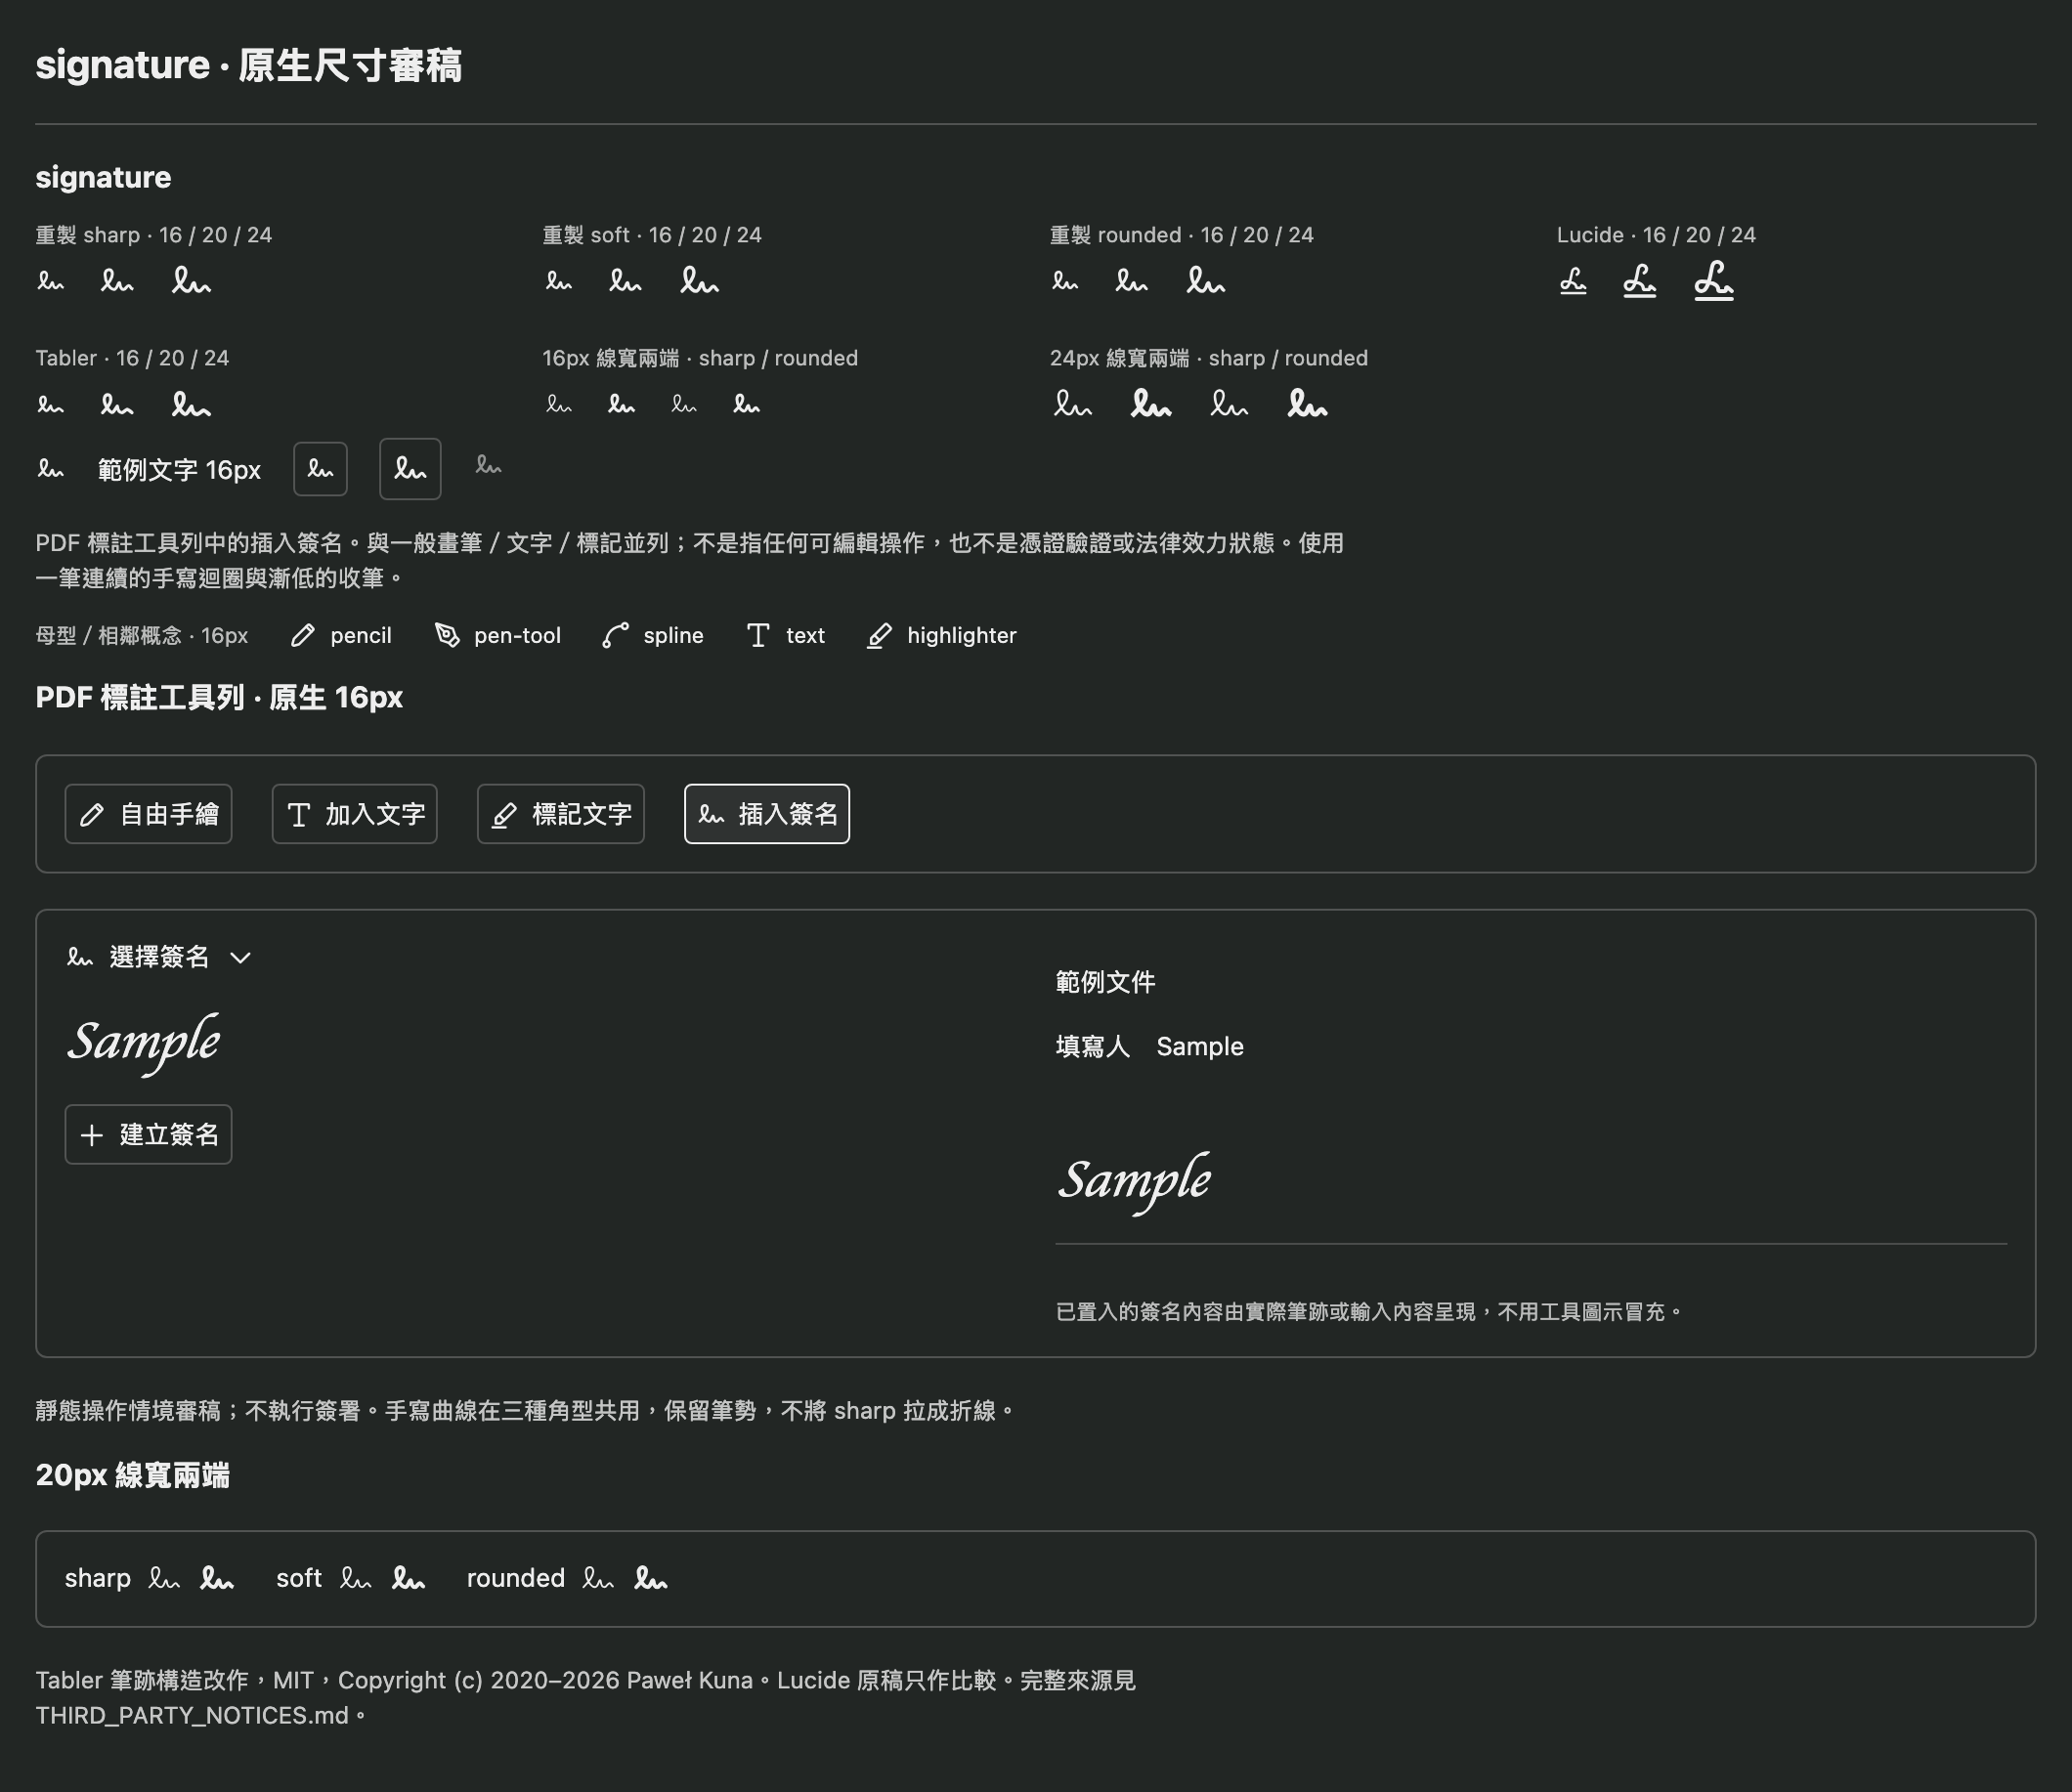 signature · 原生尺寸審稿
signature
重製 sharp · 16 / 20 / 24
重製 soft · 16 / 20 / 24
重製 rounded · 16 / 20 / 24
Lucide · 16 / 20 / 24
Tabler · 16 / 20 / 24
16px 線寬兩端 · sharp / rounded
24px 線寬兩端 · sharp / rounded
範例文字 16px
PDF 標註工具列中的插入簽名。與一般畫筆 / 文字 / 標記並列；不是指任何可編輯操作，也不是憑證驗證或法律效力狀態。使用
一筆連續的手寫迴圈與漸低的收筆。
母型 / 相鄰概念 · 16px pencil pen-tool spline text highlighter
PDF 標註工具列 · 原生 16px
自由手繪 加入文字 標記文字 插入簽名
選擇簽名
Sample
建立簽名
範例文件
填寫人 Sample
Sample
已置入的簽名內容由實際筆跡或輸入內容呈現，不用工具圖示冒充。
靜態操作情境審稿；不執行簽署。手寫曲線在三種角型共用，保留筆勢，不將 sharp 拉成折線。
20px 線寬兩端
sharp soft rounded
Tabler 筆跡構造改作，MIT，Copyright (c) 2020–2026 Paweł Kuna。Lucide 原稿只作比較。完整來源見
THIRD_PARTY_NOTICES.md。